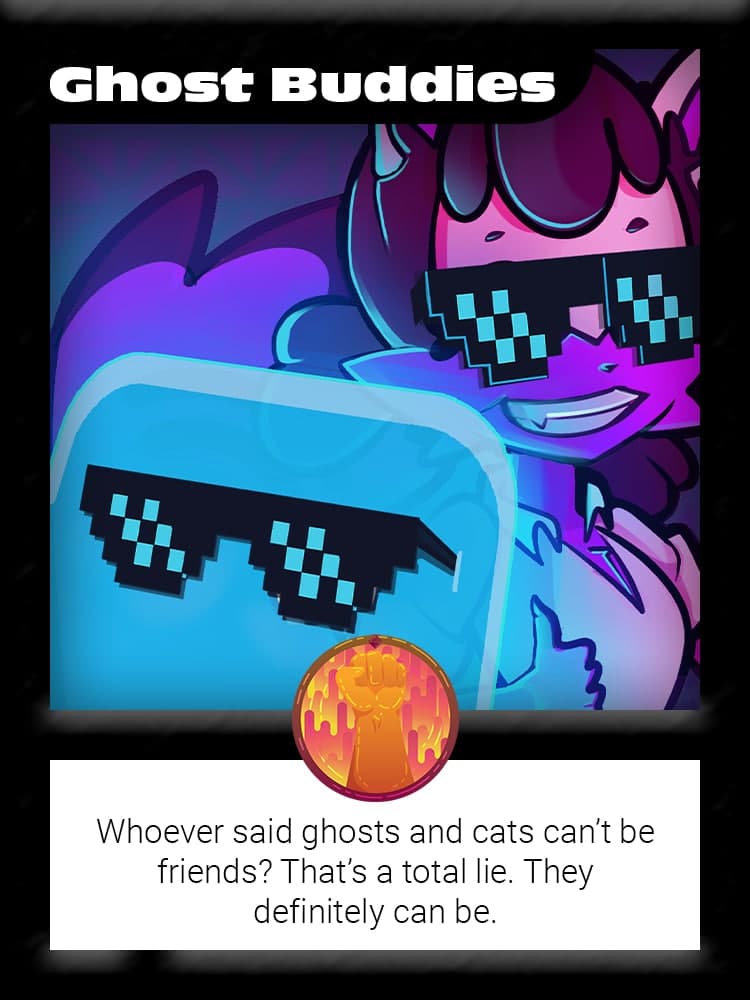 Ghost Buddies
Whoever said ghosts and cats can’t be
friends? That’s a total lie. They
definitely can be.